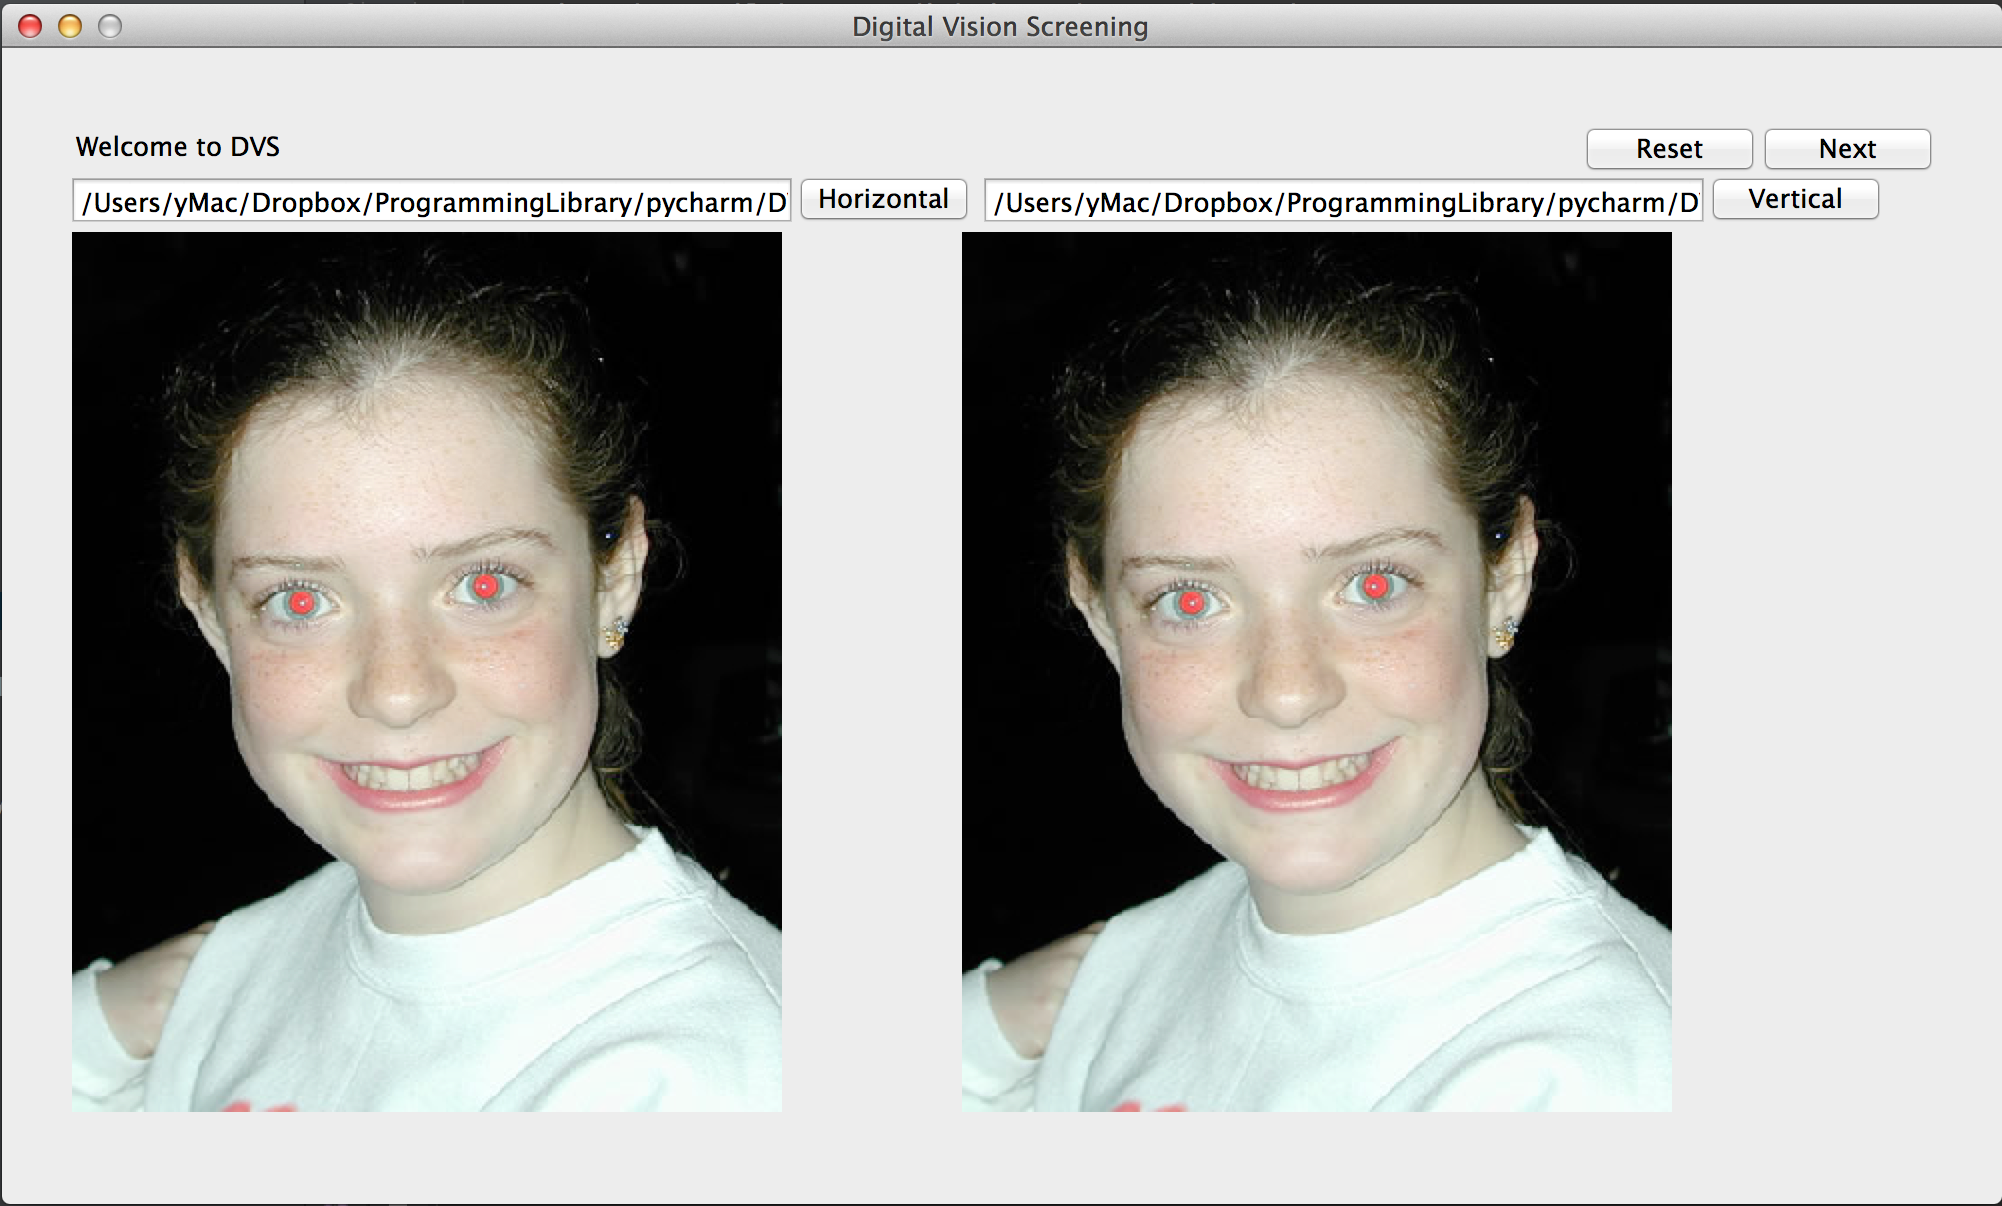 Digital Vision Screening
Welcome to DVS
Reset
Next
/Users/yMac/Dropbox/ProgrammingLibrary/pycharm/D
Horizontal
/Users/yMac/Dropbox/ProgrammingLibrary/pycharm/D
Vertical